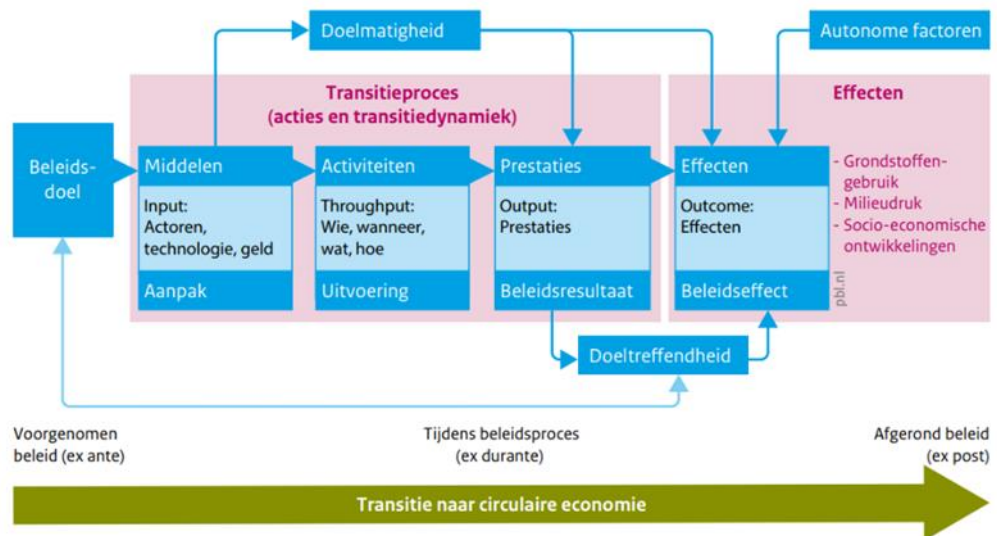 Doelmatigheid
Autonome factoren
Transitieproces
(acties en transitiedynamiek)
Effecten
Beleids-
doel
Middelen
Input:
Actoren,
technologie, geld
Aanpak
Activiteiten
Throughput:
Wie, wanneer,
wat, hoe
Uitvoering
Prestaties
Output:
Prestaties
Beleidsresultaat
Effecten
Outcome:
Effecten
Beleidseffect
- Grondstoffen-
gebruik
- Milieudruk
- Socio-economische
ontwikkelingen
pbl.nl
Doeltreffendheid
Voorgenomen
beleid (ex ante)
Tijdens beleidsproces
(ex durante)
Afgerond beleid
(ex post)
Transitie naar circulaire economie